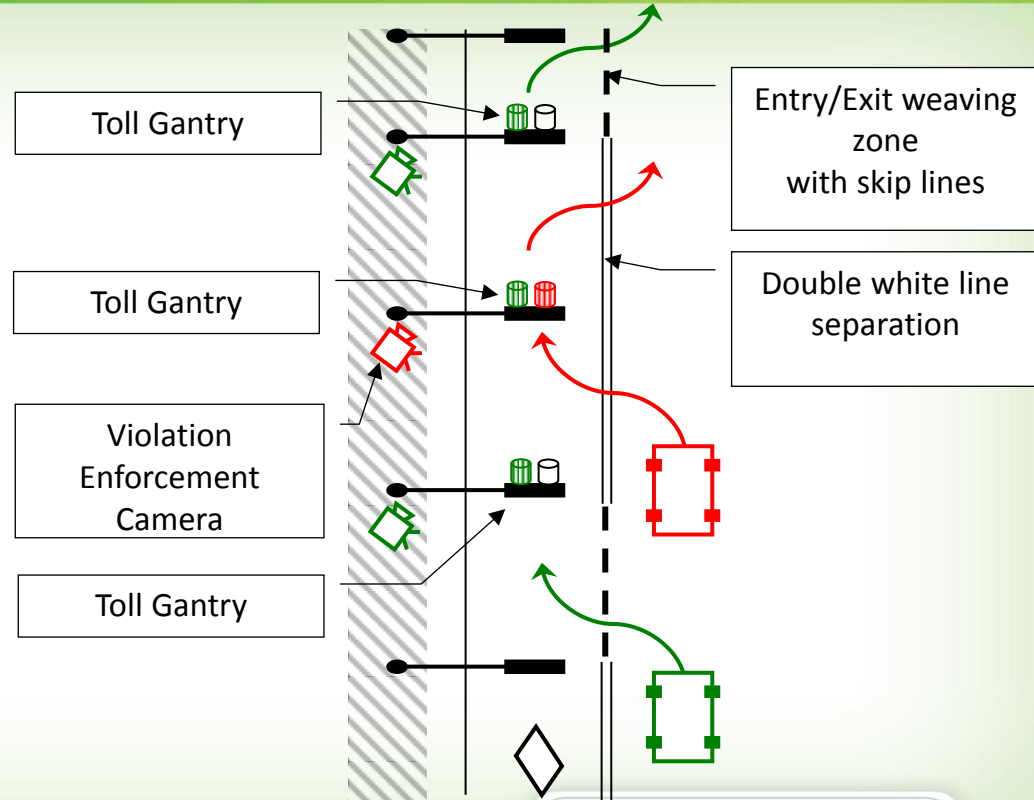 Toll Gantry
Entry/Exit weaving
zone
with skip lines
Toll Gantry
Double white line
separation
Violation
Enforcement
Camera
Toll Gantry